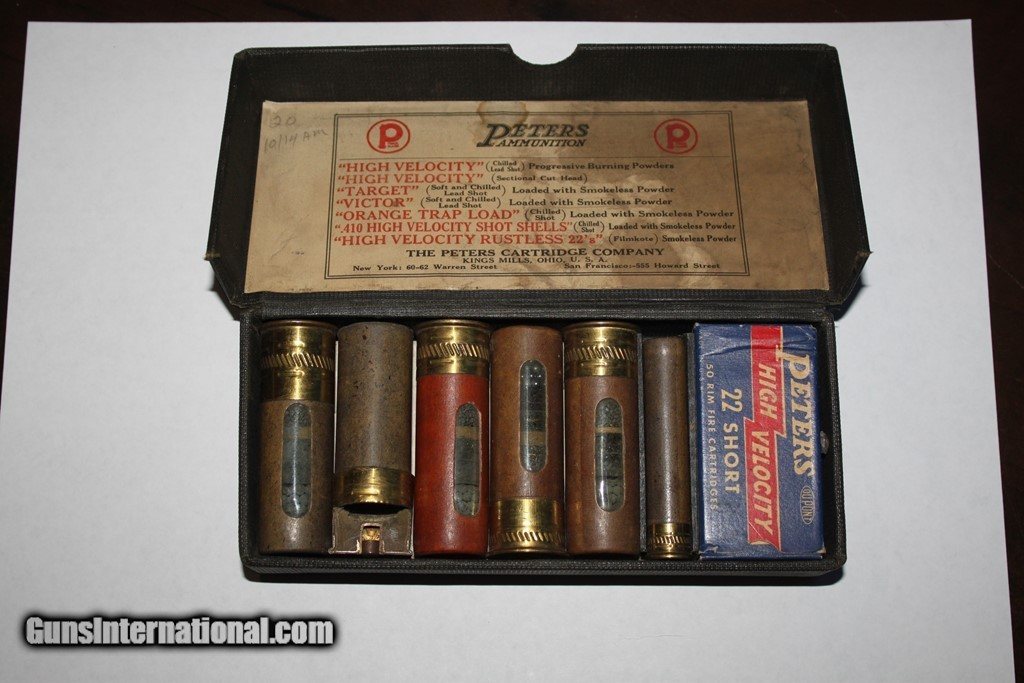 20
10/14 AM
P
PETERS
AMMUNITION
P
"HIGH VELOCITY" (Chilled Lead Shot) Progressive Burning Powders
"HIGH VELOCITY" (Sectional Cut Head)
"TARGET" (Soft and Chilled Lead Shot) Loaded with Smokeless Powder
"VICTOR" (Soft and Chilled Lead Shot) Loaded with Smokeless Powder
"ORANGE TRAP LOAD" (Chilled Shot) Loaded with Smokeless Powder
".410 HIGH VELOCITY SHOT SHELLS" (Chilled Shot) Loaded with Smokeless Powder
"HIGH VELOCITY RUSTLESS 22's" (Filmkote) Smokeless Powder
THE PETERS CARTRIDGE COMPANY
KINGS MILLS, OHIO, U. S. A.
New York: 60-62 Warren Street San Francisco:-555 Howard Street
PETERS
DU PONT
HIGH VELOCITY
22 SHORT
50 RIM FIRE CARTRIDGES
GunsInternational.com